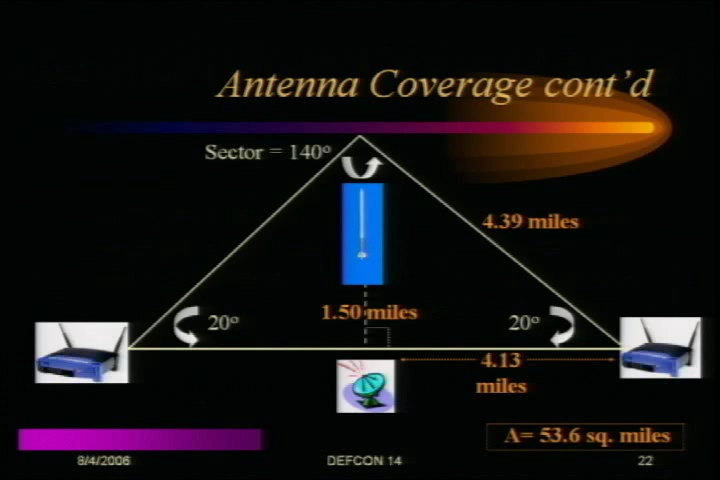 Antenna Coverage cont'd
Sector = 140°
4.39 miles
1.50 miles
20°
20°
4.13
miles
A= 53.6 sq. miles
8/4/2006
DEFCON 14
22